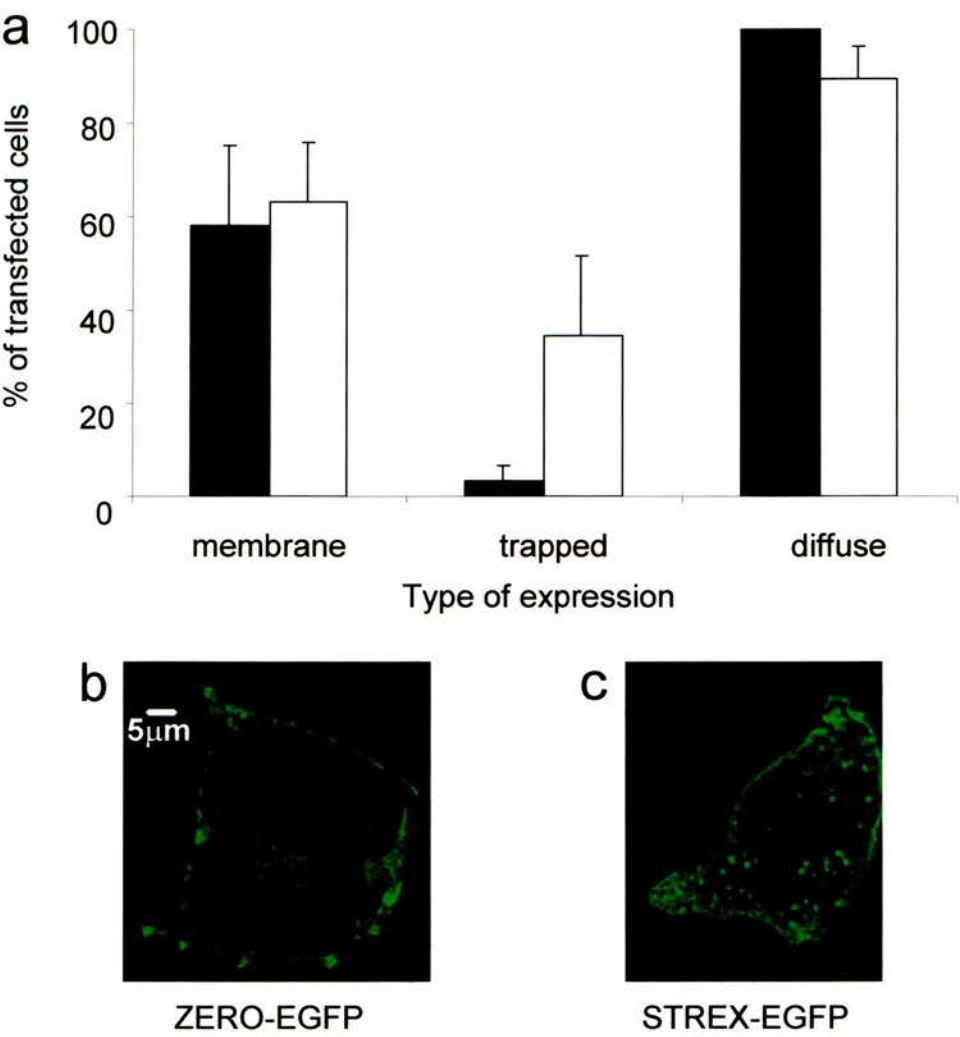 a
% of transfected cells
100
80
60
40
20
0
membrane trapped diffuse
Type of expression
b
5μm
ZERO-EGFP
c
STREX-EGFP